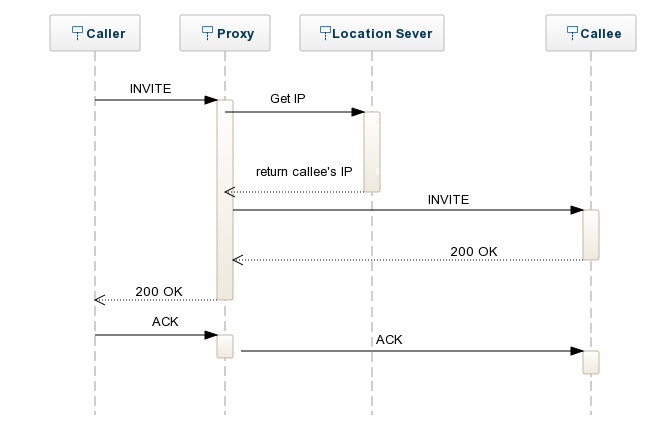 Caller
Proxy
Location Sever
Callee
INVITE
Get IP
return callee's IP
INVITE
200 OK
200 OK
ACK
ACK